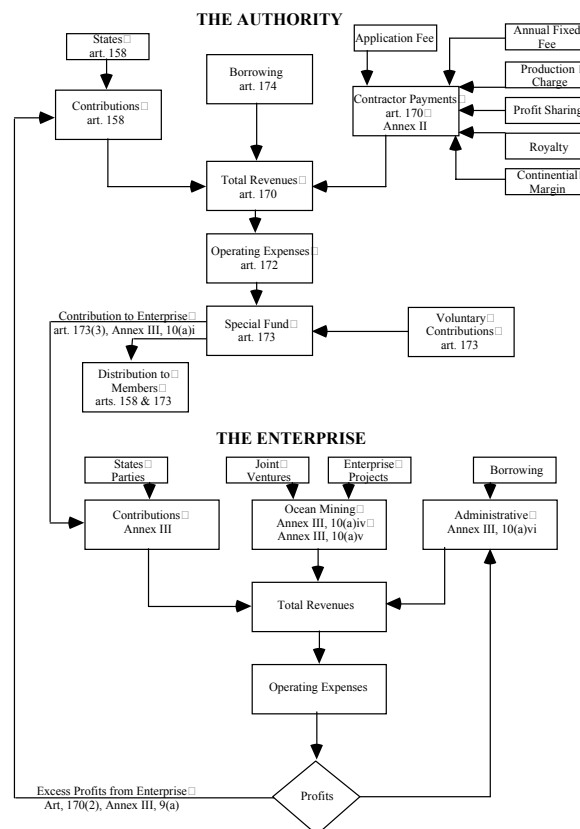 THE AUTHORITY
States
art. 158
Application Fee
Annual Fixed
Fee
Borrowing
art. 174
Production
Charge
Contributions
art. 158
Contractor Payments
art. 170
Annex II
Profit Sharing
Royalty
Continential
Margin
Total Revenues
art. 170
Operating Expenses
art. 172
Contribution to Enterprise
art. 173(3), Annex III, 10(a)i
Special Fund
art. 173
Voluntary
Contributions
art. 173
Distribution to
Members
arts. 158 & 173
THE ENTERPRISE
States
Parties
Joint
Ventures
Enterprise
Projects
Borrowing
Contributions
Annex III
Ocean Mining
Annex III, 10(a)iv
Annex III, 10(a)v
Administrative
Annex III, 10(a)vi
Total Revenues
Operating Expenses
Excess Profits from Enterprise
Art, 170(2), Annex III, 9(a)
Profits